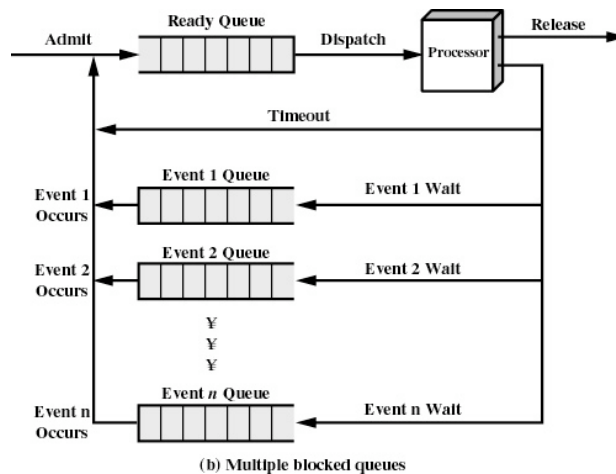 Ready Queue
Release
Admit
Dispatch
Processor
Timeout
Event 1 Queue
Event 1
Occurs
Event 1 Wait
Event 2 Queue
Event 2
Occurs
Event 2 Wait
¥
¥
¥
Event n Queue
Event n
Occurs
Event n Wait
(b) Multiple blocked queues